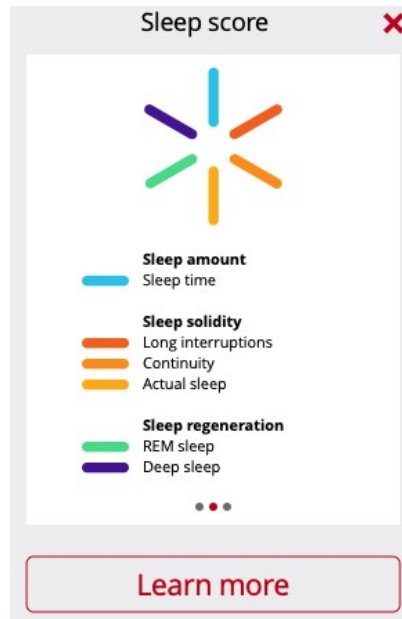 Sleep score
Sleep amount
Sleep time
Sleep solidity
Long interruptions
Continuity
Actual sleep
Sleep regeneration
REM sleep
Deep sleep
Learn more